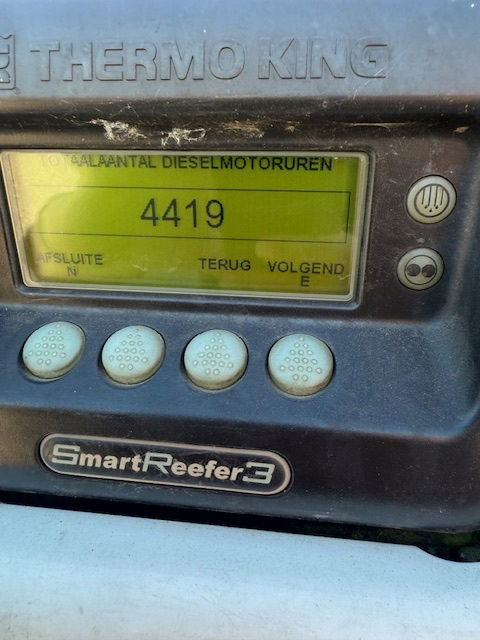 THERMO KING
TOTAALAANTAL DIESELMOTORUREN
4419
AFSLUITE
N
TERUG
VOLGEND
E
SmartReefer3